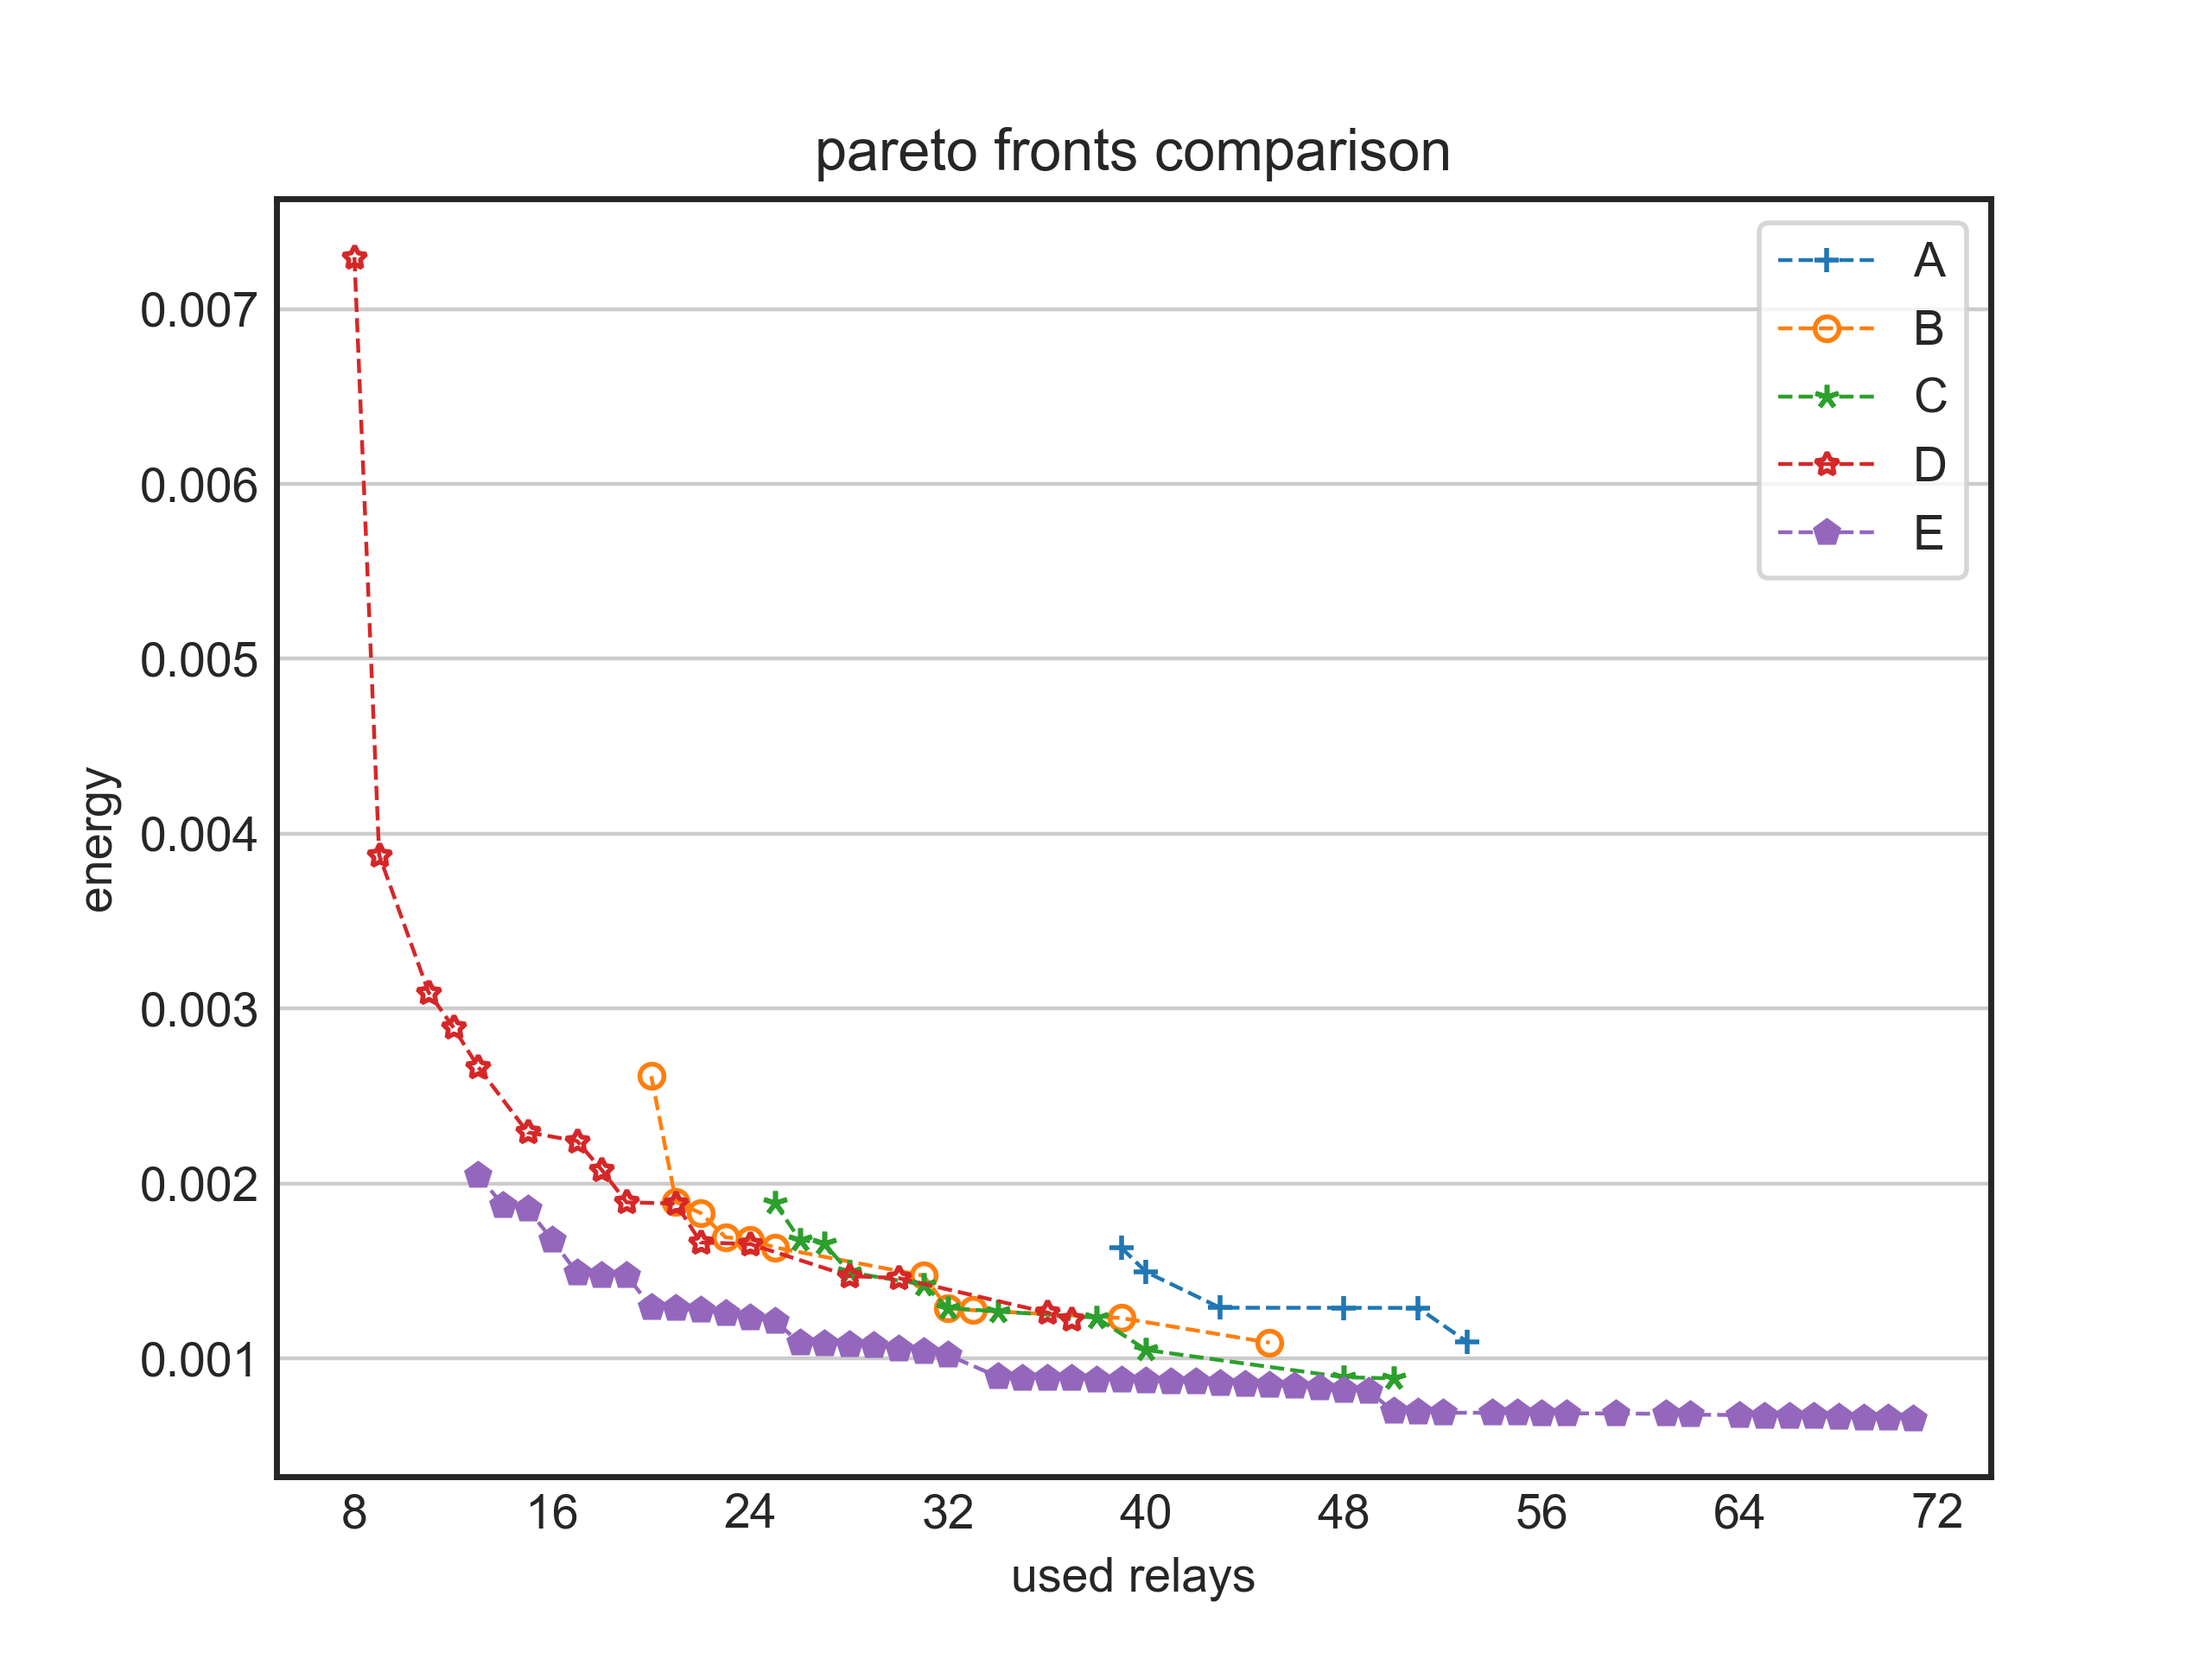 pareto fronts comparison
A
B
C
D
E
0.007
0.006
0.005
0.004
0.003
0.002
0.001
energy
8 16 24 32 40 48 56 64 72
used relays